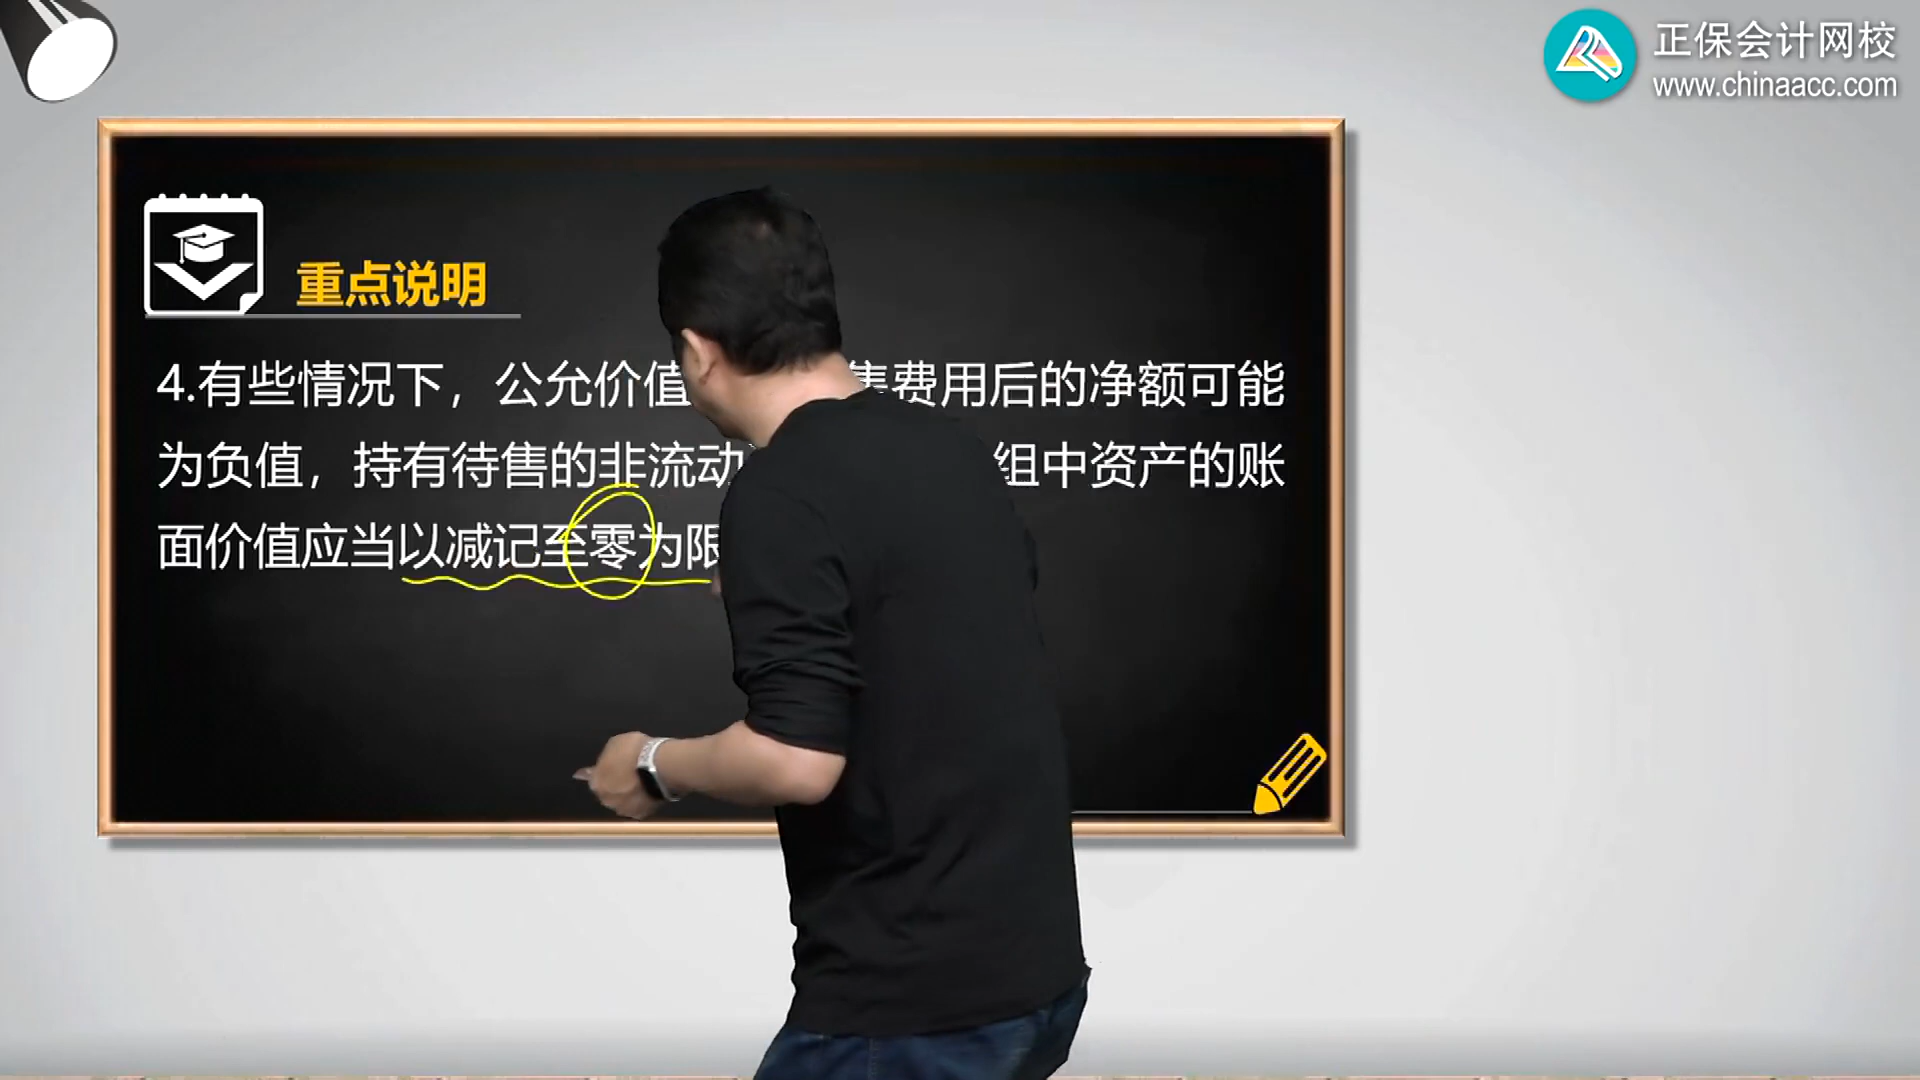 正保会计网校
www.chinaacc.com
重点说明
4.有些情况下，公允价值 售费用后的净额可能
为负值，持有待售的非流动 组中资产的账
面价值应当以减记至零为限